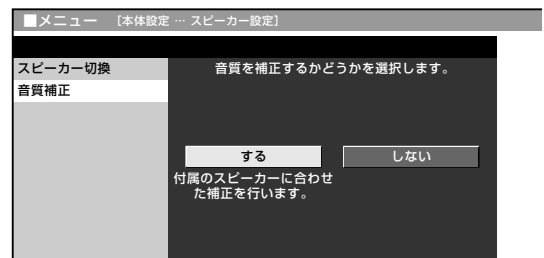 ■メニュー [本体設定 … スピーカー設定]
スピーカー切換
音質補正
音質を補正するかどうかを選択します。
する
しない
付属のスピーカーに合わせ
た補正を行います。